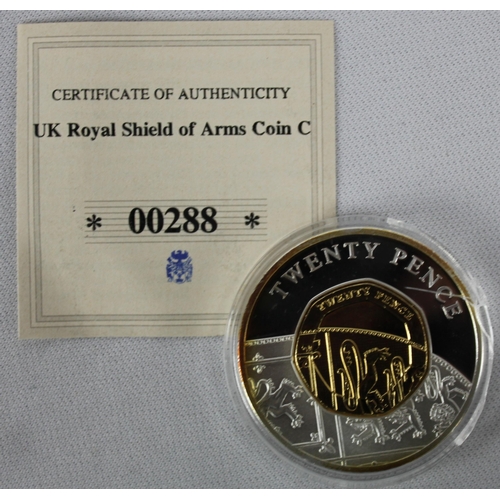 CERTIFICATE OF AUTHENTICITY
UK Royal Shield of Arms Coin C
* 00288 *
TWENTY PENCE
TWENTY PENCE